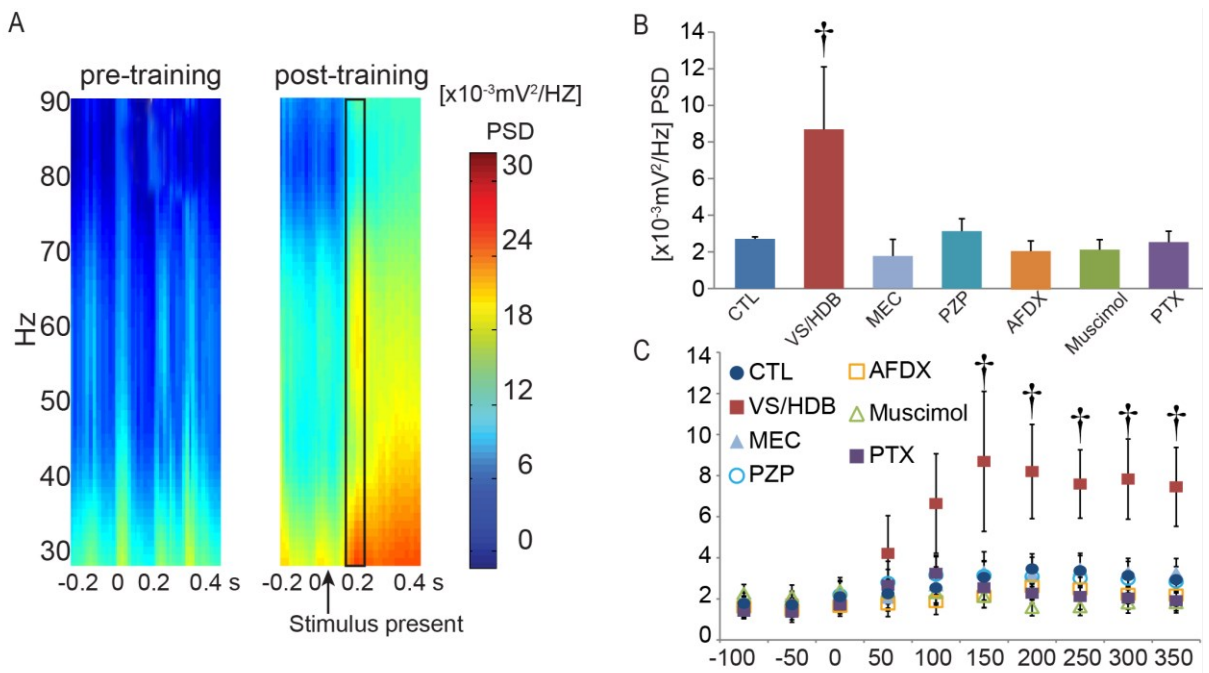 A
pre-training
post-training
[x10⁻³mV²/HZ]
PSD
Hz
90
80
70
60
50
40
30
30
24
18
12
6
0
-0.2 0 0.2 0.4 s
-0.2 0.2 0.4 s
Stimulus present
B
[x10⁻³mV²/Hz] PSD
14
12
10
8
6
4
2
0
†
CTL
VS/HDB
MEC
PZP
AFDX
Muscimol
PTX
C
14
12
10
8
6
4
2
0
CTL
VS/HDB
MEC
PZP
AFDX
Muscimol
PTX
† † † † †
-100 -50 0 50 100 150 200 250 300 350